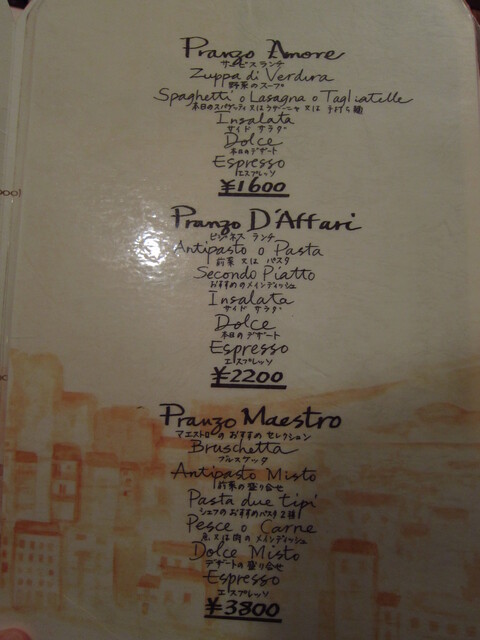 Pranzo Amore
サービスランチ
Zuppa di Verdura
野菜のスープ
Spaghetti o Lasagna o Tagliatelle
本日のスパゲッティ又はラザーニャ 又は 手打ち麺
Insalata
サイド サラダ
Dolce
本日のデザート
Espresso
エスプレッソ
¥1600
Pranzo D'Affari
ビジネス ランチ
Antipasto o Pasta
前菜 又は パスタ
Secondo Piatto
おすすめのメインディッシュ
Insalata
サイド サラダ
Dolce
本日のデザート
Espresso
エスプレッソ
¥2200
Pranzo Maestro
マエストローのおすすめ セレクション
Bruschetta
ブルスケッタ
Antipasto Misto
前菜の盛り合せ
Pasta due tipi
シェフのおすすめパスタ2種
Pesce o Carne
魚 又は肉のメインディッシュ
Dolce Misto
デザートの盛り合せ
Espresso
エスプレッソ
¥3800